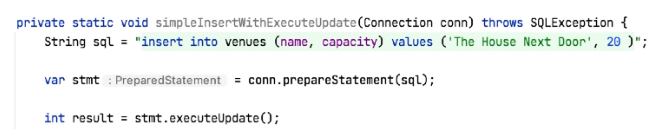 private static void simpleInsertWithExecuteUpdate(Connection conn) throws SQLException {
String sql = "insert into venues (name, capacity) values ('The House Next Door', 20 )";
var stmt : PreparedStatement = conn.prepareStatement(sql);
int result = stmt.executeUpdate();